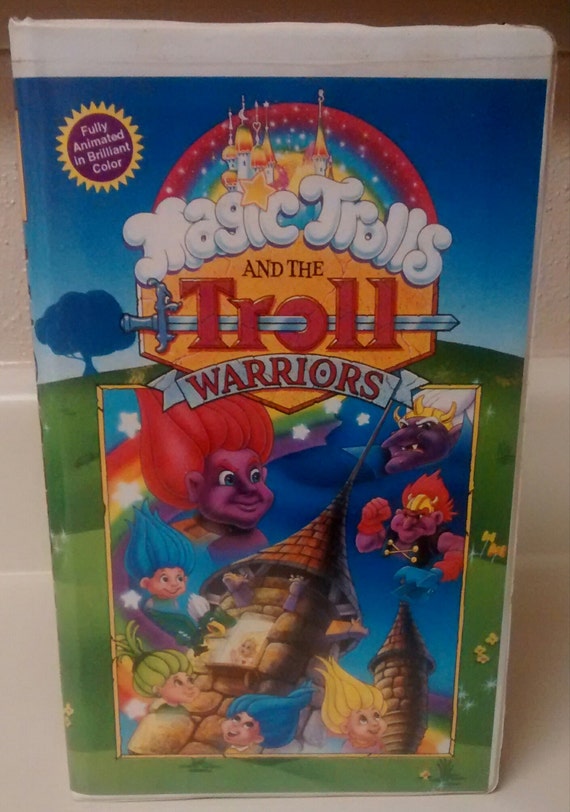 Fully
Animated
in Brilliant
Color
Magic Trolls
AND THE
Troll
WARRIORS